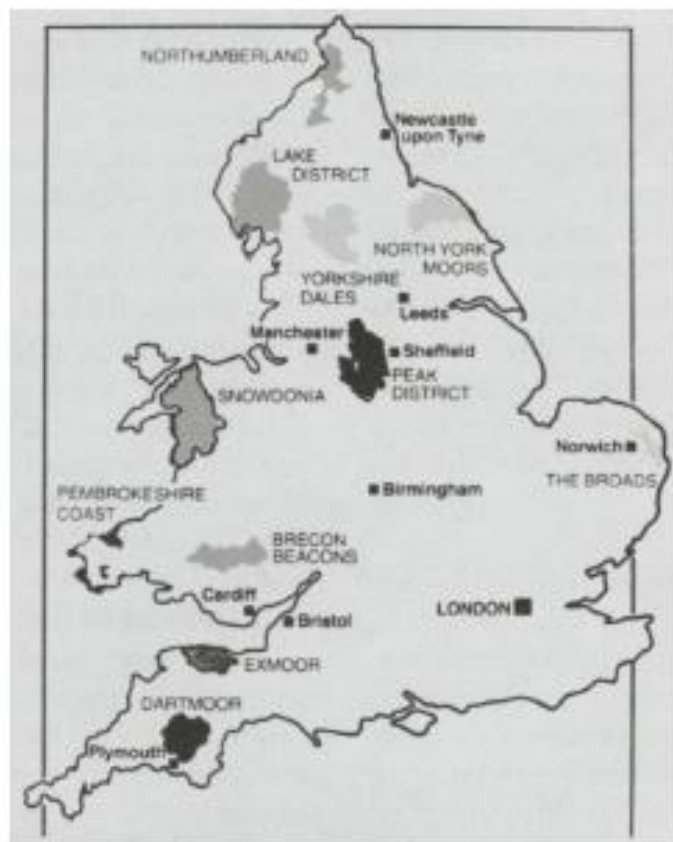 NORTHUMBERLAND
Newcastle
upon Tyne
LAKE
DISTRICT
NORTH YORK
MOORS
YORKSHIRE
DALES
Leeds
Manchester
Sheffield
PEAK
DISTRICT
SNOWDONIA
Norwich
THE BROADS
PEMBROKESHIRE
COAST
Birmingham
BRECON
BEACONS
Cardiff
LONDON
Bristol
EXMOOR
DARTMOOR
Plymouth